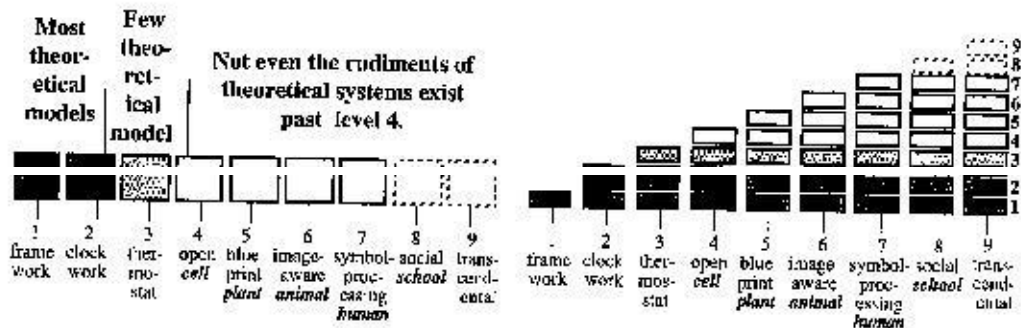 Most
theor-
etical
models
Few
theo-
ret-
ical
model
Not even the rudiments of
theoretical systems exist
past level 4.
1 2 3 4 5 6 7 8 9
frame clock ther- open blue image- symbol- social trans-
work work mo- cell print aware proc- school cend-
stat plant animal essing ental
human
9
8
7
6
5
4
3
2
1
2 3 4 5 6 7 8 9
frame clock ther- open blue image symbol- social trans-
work work mos- cell print aware proc- school cend-
tat plant animal essing ental
human